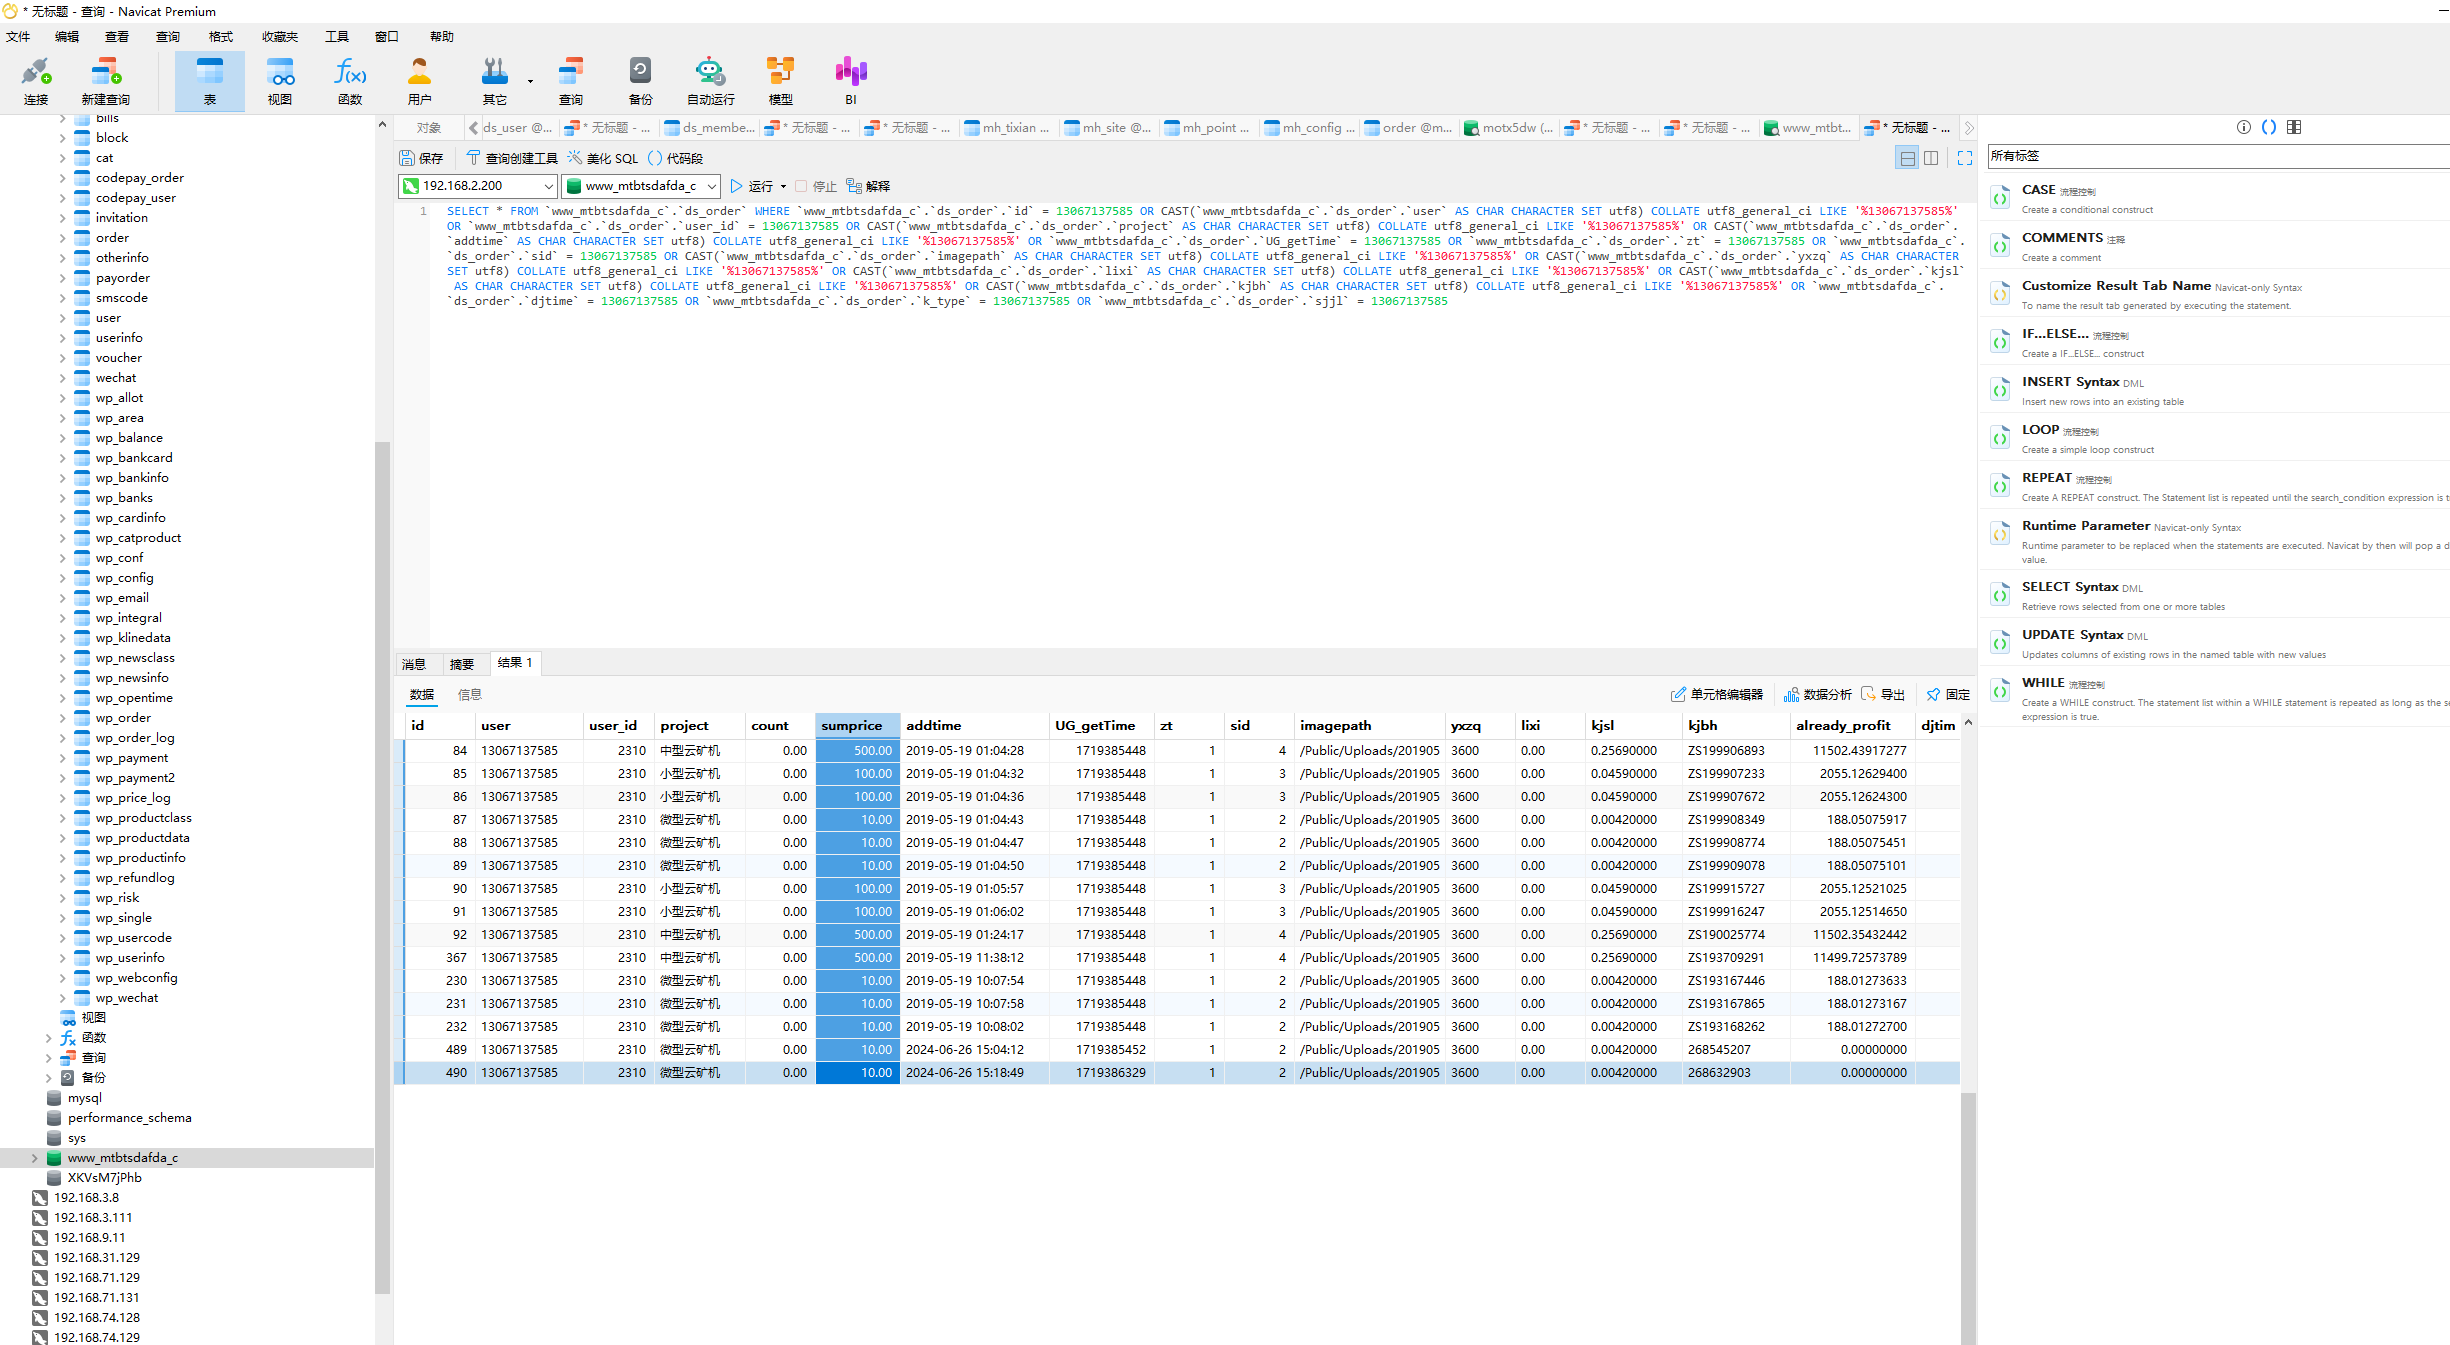 * 无标题 - 查询 - Navicat Premium
文件 编辑 查看 查询 格式 收藏夹 工具 窗口 帮助
连接 新建查询 表 视图 函数 用户 其它 查询 备份 自动运行 模型 BI
bills
block
cat
codepay_order
codepay_user
invitation
order
otherinfo
payorder
smscode
user
userinfo
voucher
wechat
wp_allot
wp_area
wp_balance
wp_bankcard
wp_bankinfo
wp_banks
wp_cardinfo
wp_catproduct
wp_conf
wp_config
wp_email
wp_integral
wp_klinedata
wp_newsclass
wp_newsinfo
wp_opentime
wp_order
wp_order_log
wp_payment
wp_payment2
wp_price_log
wp_productclass
wp_productdata
wp_productinfo
wp_refundlog
wp_risk
wp_single
wp_usercode
wp_userinfo
wp_webconfig
wp_wechat
视图
函数
查询
备份
mysql
performance_schema
sys
www_mtbtsdafda_c
XKVsM7jPhb
192.168.3.8
192.168.3.111
192.168.9.11
192.168.31.129
192.168.71.129
192.168.71.131
192.168.74.128
192.168.74.129
对象 ds_user @... * 无标题 - ... ds_membe... * 无标题 - ... * 无标题 - ... mh_tixian ... mh_site @... mh_point ... mh_config ... order @m... motx5dw (... * 无标题 - ... * 无标题 - ... www_mtbt... * 无标题 - ...
保存 查询创建工具 美化 SQL () 代码段
192.168.2.200 www_mtbtsdafda_c 运行 停止 解释
1 SELECT * FROM `www_mtbtsdafda_c`.`ds_order` WHERE `www_mtbtsdafda_c`.`ds_order`.`id` = 13067137585 OR CAST(`www_mtbtsdafda_c`.`ds_order`.`user` AS CHAR CHARACTER SET utf8) COLLATE utf8_general_ci LIKE '%13067137585%'
OR `www_mtbtsdafda_c`.`ds_order`.`user_id` = 13067137585 OR CAST(`www_mtbtsdafda_c`.`ds_order`.`project` AS CHAR CHARACTER SET utf8) COLLATE utf8_general_ci LIKE '%13067137585%' OR CAST(`www_mtbtsdafda_c`.`ds_order`.
`addtime` AS CHAR CHARACTER SET utf8) COLLATE utf8_general_ci LIKE '%13067137585%' OR `www_mtbtsdafda_c`.`ds_order`.`UG_getTime` = 13067137585 OR `www_mtbtsdafda_c`.`ds_order`.`zt` = 13067137585 OR `www_mtbtsdafda_c`.
`ds_order`.`sid` = 13067137585 OR CAST(`www_mtbtsdafda_c`.`ds_order`.`imagepath` AS CHAR CHARACTER SET utf8) COLLATE utf8_general_ci LIKE '%13067137585%' OR CAST(`www_mtbtsdafda_c`.`ds_order`.`yxzq` AS CHAR CHARACTER
SET utf8) COLLATE utf8_general_ci LIKE '%13067137585%' OR CAST(`www_mtbtsdafda_c`.`ds_order`.`lixi` AS CHAR CHARACTER SET utf8) COLLATE utf8_general_ci LIKE '%13067137585%' OR CAST(`www_mtbtsdafda_c`.`ds_order`.`kjsl`
AS CHAR CHARACTER SET utf8) COLLATE utf8_general_ci LIKE '%13067137585%' OR CAST(`www_mtbtsdafda_c`.`ds_order`.`kjbh` AS CHAR CHARACTER SET utf8) COLLATE utf8_general_ci LIKE '%13067137585%' OR `www_mtbtsdafda_c`.
`ds_order`.`djtime` = 13067137585 OR `www_mtbtsdafda_c`.`ds_order`.`k_type` = 13067137585 OR `www_mtbtsdafda_c`.`ds_order`.`sjjl` = 13067137585
消息 摘要 结果 1
数据 信息 单元格编辑器 数据分析 导出 固定
id user user_id project count sumprice addtime UG_getTime zt sid imagepath yxzq lixi kjsl kjbh already_profit djtim
84 13067137585 2310 中型云矿机 0.00 500.00 2019-05-19 01:04:28 1719385448 1 4 /Public/Uploads/201905 3600 0.00 0.25690000 ZS199906893 11502.43917277
85 13067137585 2310 小型云矿机 0.00 100.00 2019-05-19 01:04:32 1719385448 1 3 /Public/Uploads/201905 3600 0.00 0.04590000 ZS199907233 2055.12629400
86 13067137585 2310 小型云矿机 0.00 100.00 2019-05-19 01:04:36 1719385448 1 3 /Public/Uploads/201905 3600 0.00 0.04590000 ZS199907672 2055.12624300
87 13067137585 2310 微型云矿机 0.00 10.00 2019-05-19 01:04:43 1719385448 1 2 /Public/Uploads/201905 3600 0.00 0.00420000 ZS199908349 188.05075917
88 13067137585 2310 微型云矿机 0.00 10.00 2019-05-19 01:04:47 1719385448 1 2 /Public/Uploads/201905 3600 0.00 0.00420000 ZS199908774 188.05075451
89 13067137585 2310 微型云矿机 0.00 10.00 2019-05-19 01:04:50 1719385448 1 2 /Public/Uploads/201905 3600 0.00 0.00420000 ZS199909078 188.05075101
90 13067137585 2310 小型云矿机 0.00 100.00 2019-05-19 01:05:57 1719385448 1 3 /Public/Uploads/201905 3600 0.00 0.04590000 ZS199915727 2055.12521025
91 13067137585 2310 小型云矿机 0.00 100.00 2019-05-19 01:06:02 1719385448 1 3 /Public/Uploads/201905 3600 0.00 0.04590000 ZS199916247 2055.12514650
92 13067137585 2310 中型云矿机 0.00 500.00 2019-05-19 01:24:17 1719385448 1 4 /Public/Uploads/201905 3600 0.00 0.25690000 ZS190025774 11502.35432442
367 13067137585 2310 中型云矿机 0.00 500.00 2019-05-19 11:38:12 1719385448 1 4 /Public/Uploads/201905 3600 0.00 0.25690000 ZS193709291 11499.72573789
230 13067137585 2310 微型云矿机 0.00 10.00 2019-05-19 10:07:54 1719385448 1 2 /Public/Uploads/201905 3600 0.00 0.00420000 ZS193167446 188.01273633
231 13067137585 2310 微型云矿机 0.00 10.00 2019-05-19 10:07:58 1719385448 1 2 /Public/Uploads/201905 3600 0.00 0.00420000 ZS193167865 188.01273167
232 13067137585 2310 微型云矿机 0.00 10.00 2019-05-19 10:08:02 1719385448 1 2 /Public/Uploads/201905 3600 0.00 0.00420000 ZS193168262 188.01272700
489 13067137585 2310 微型云矿机 0.00 10.00 2024-06-26 15:04:12 1719385452 1 2 /Public/Uploads/201905 3600 0.00 0.00420000 268545207 0.00000000
490 13067137585 2310 微型云矿机 0.00 10.00 2024-06-26 15:18:49 1719386329 1 2 /Public/Uploads/201905 3600 0.00 0.00420000 268632903 0.00000000
所有标签
CASE 流程控制
Create a conditional construct
COMMENTS 注释
Create a comment
Customize Result Tab Name Navicat-only Syntax
To name the result tab generated by executing the statement.
IF...ELSE... 流程控制
Create a IF...ELSE... construct
INSERT Syntax DML
Insert new rows into an existing table
LOOP 流程控制
Create a simple loop construct
REPEAT 流程控制
Create A REPEAT construct. The Statement list is repeated until the search_condition expression is t
Runtime Parameter Navicat-only Syntax
Runtime parameter to be replaced when the statements are executed. Navicat by then will pop a d
value.
SELECT Syntax DML
Retrieve rows selected from one or more tables
UPDATE Syntax DML
Updates columns of existing rows in the named table with new values
WHILE 流程控制
Create a WHILE construct. The statement list within a WHILE statement is repeated as long as the se
expression is true.